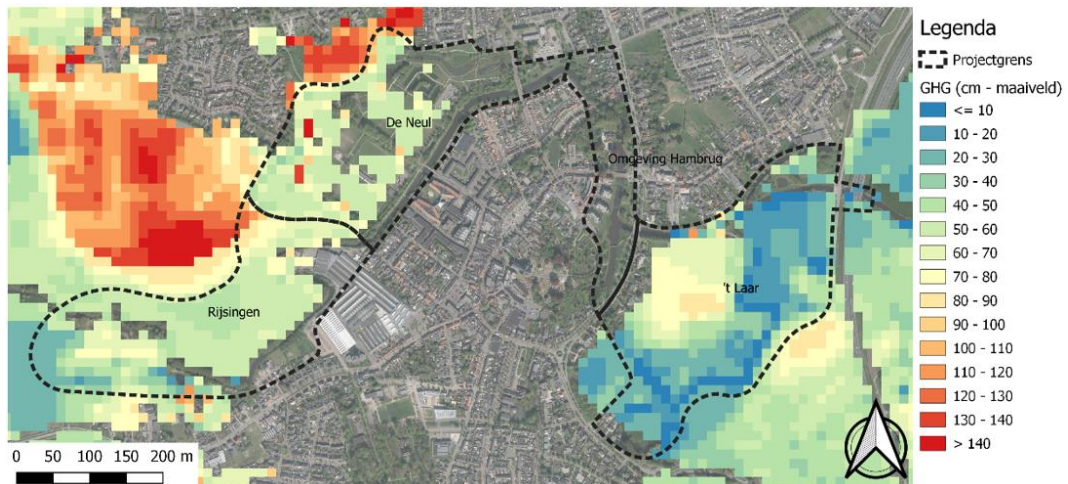 De Neul
Omgeving Hambrug
't Laar
Rijsingen
0 50 100 150 200 m
Legenda
Projectgrens
GHG (cm - maaiveld)
<= 10
10 - 20
20 - 30
30 - 40
40 - 50
50 - 60
60 - 70
70 - 80
80 - 90
90 - 100
100 - 110
110 - 120
120 - 130
130 - 140
> 140